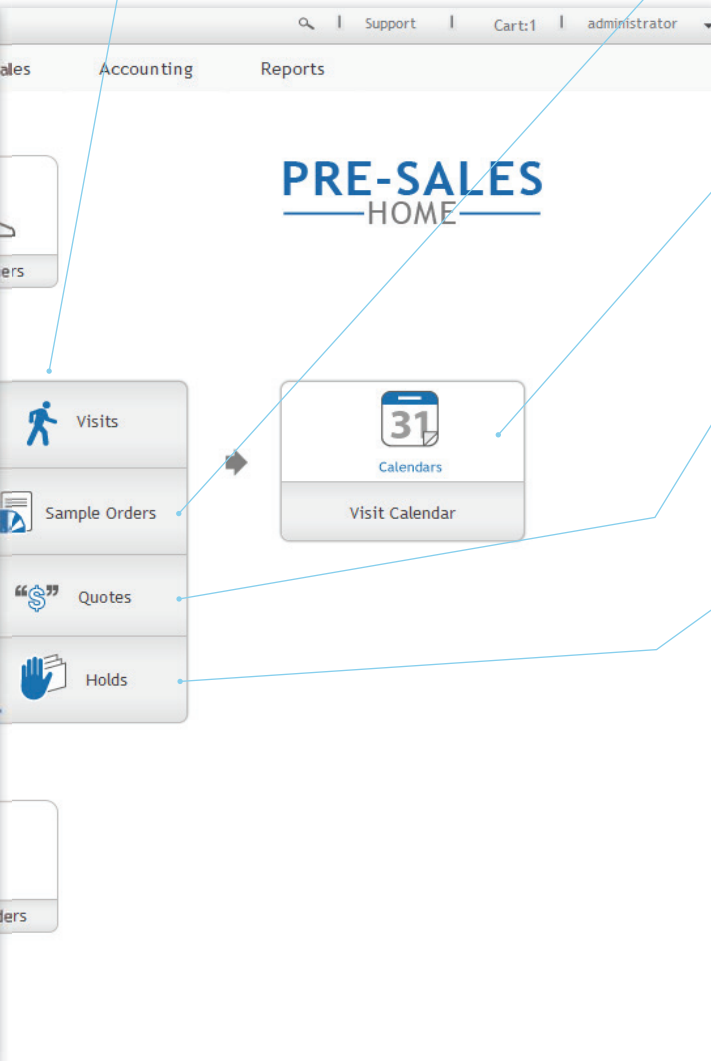 Support Cart:1 administrator
ales Accounting Reports
PRE-SALES
HOME
ers
Visits
31
Calendars
Sample Orders
Visit Calendar
“$” Quotes
Holds
ders